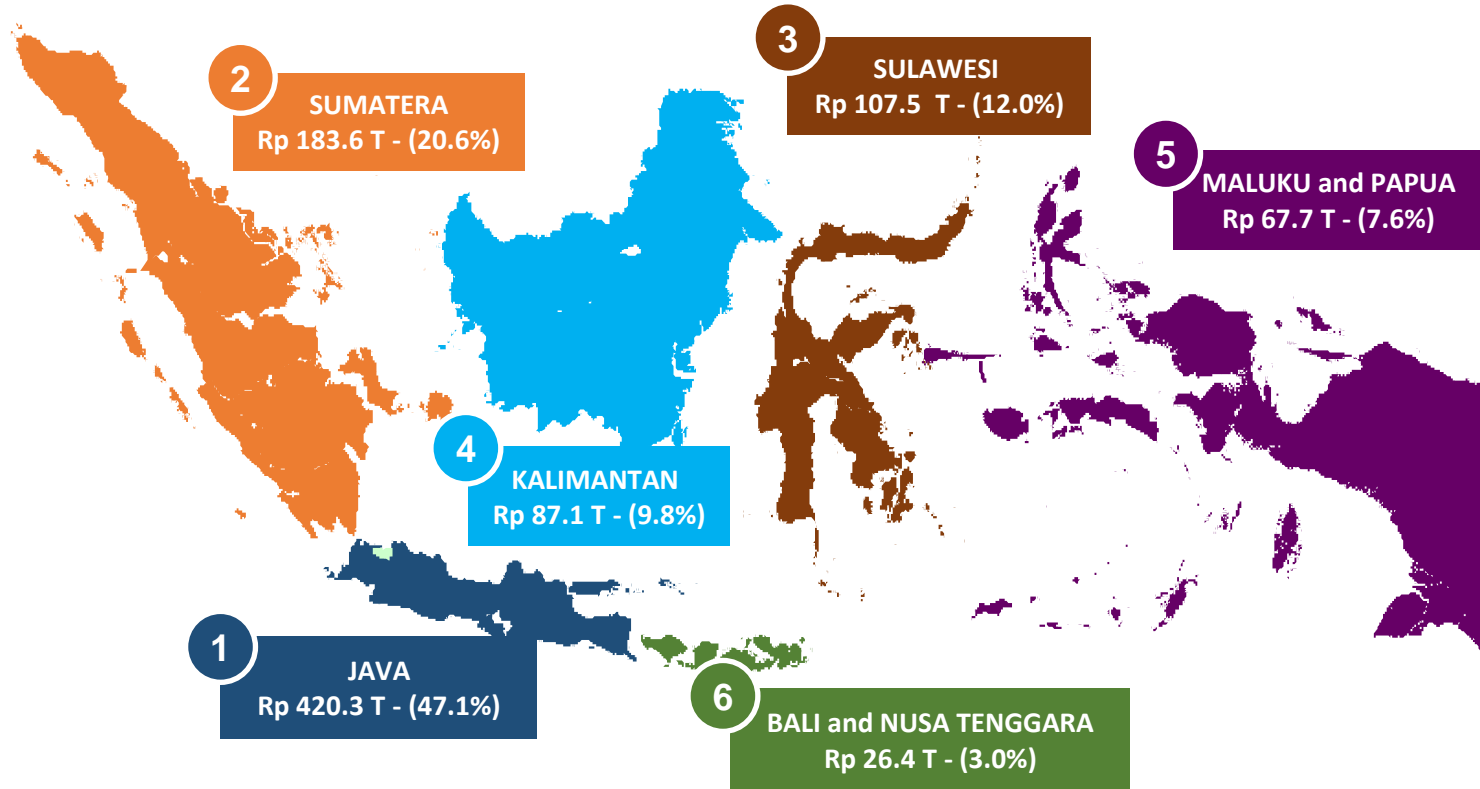 2
SUMATERA
Rp 183.6 T - (20.6%)
3
SULAWESI
Rp 107.5  T - (12.0%)
5
MALUKU and PAPUA
Rp 67.7 T - (7.6%)
4
KALIMANTAN
Rp 87.1 T - (9.8%)
1
JAVA
Rp 420.3 T - (47.1%)
6
BALI and NUSA TENGGARA
Rp 26.4 T - (3.0%)